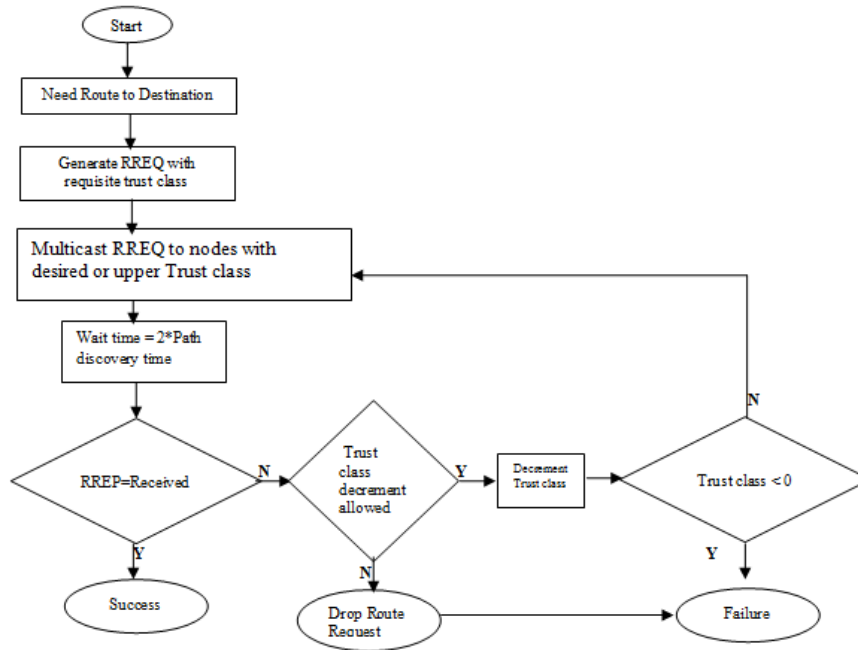 Start
Need Route to Destination
Generate RREQ with
requisite trust class
Multicast RREQ to nodes with
desired or upper Trust class
Wait time = 2*Path
discovery time
RREP=Received
N
Y
Success
Trust
class
decrement
allowed
Y
N
Drop Route
Request
Decrement
Trust class
Trust class < 0
N
Y
Failure